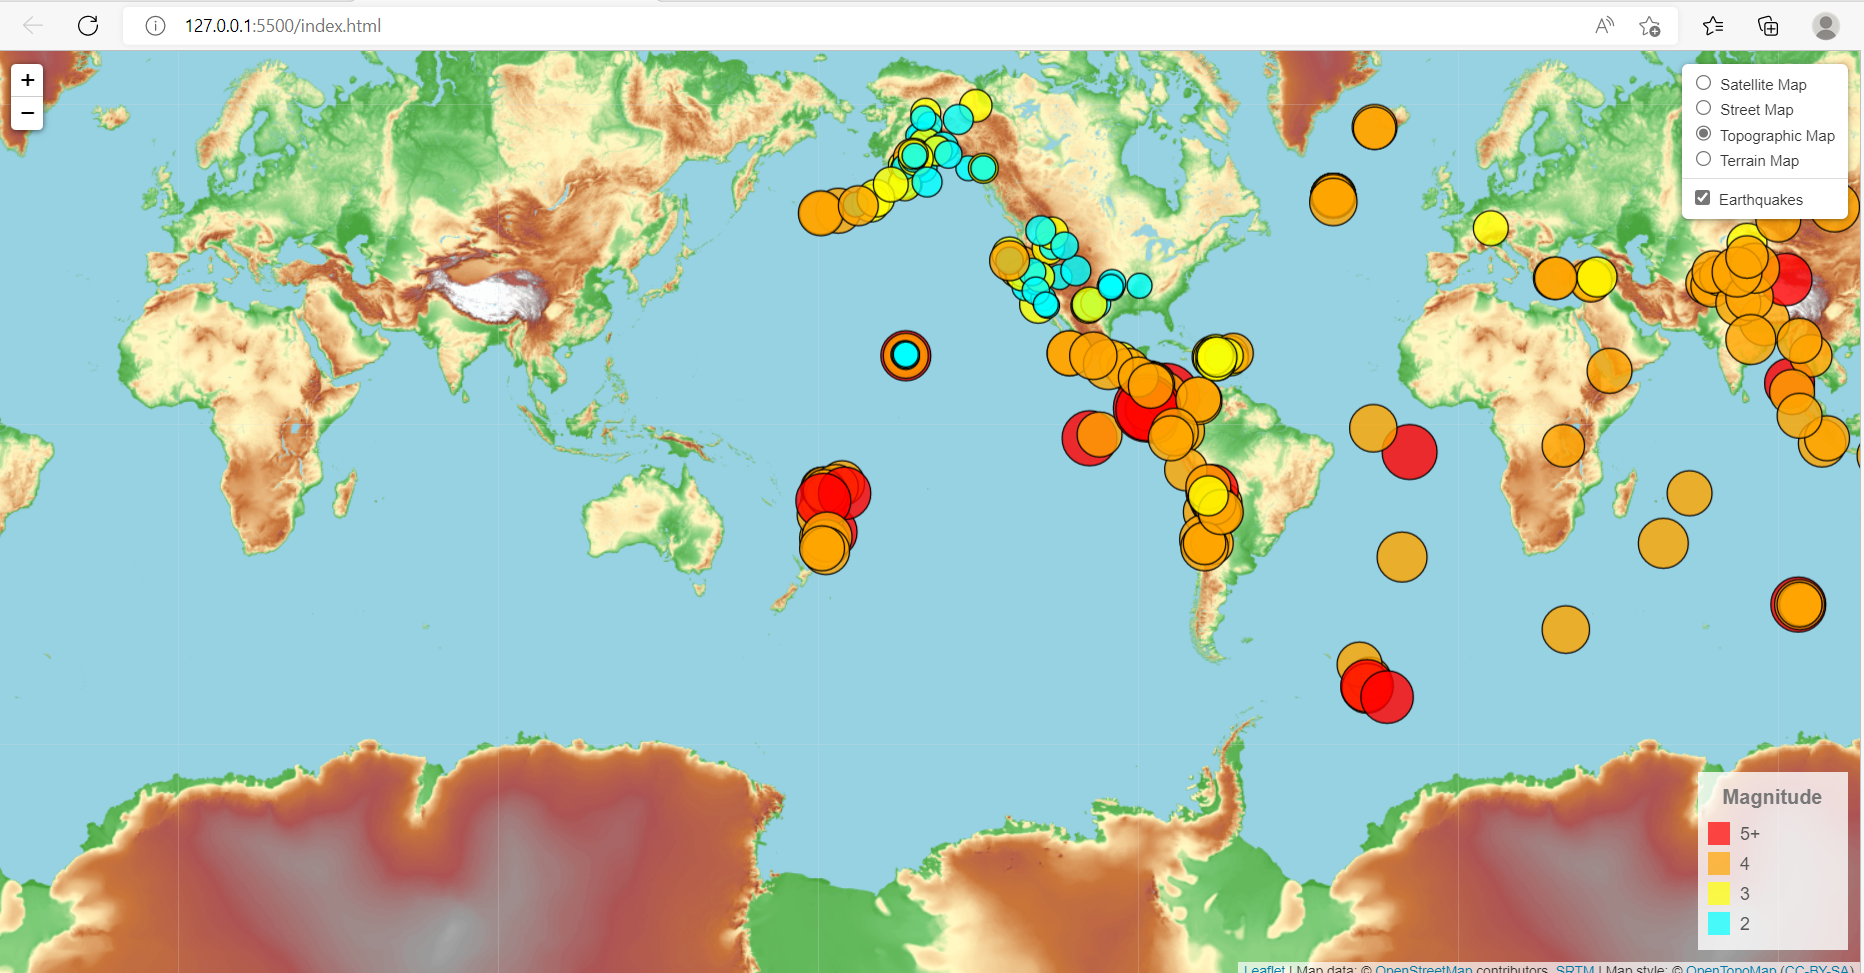 127.0.0.1:5500/index.html
+
−
Satellite Map
Street Map
Topographic Map
Terrain Map
Earthquakes
Magnitude
5+
4
3
2
Leaflet | Map data: © OpenStreetMap contributors, SRTM | Map style: © OpenTopoMap (CC-BY-SA)